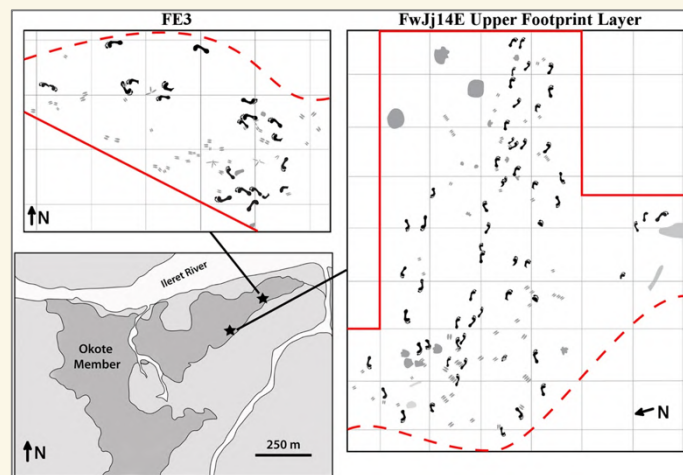 FE3
FwJj14E Upper Footprint Layer
N
Ileret River
Okote
Member
N
250 m
N